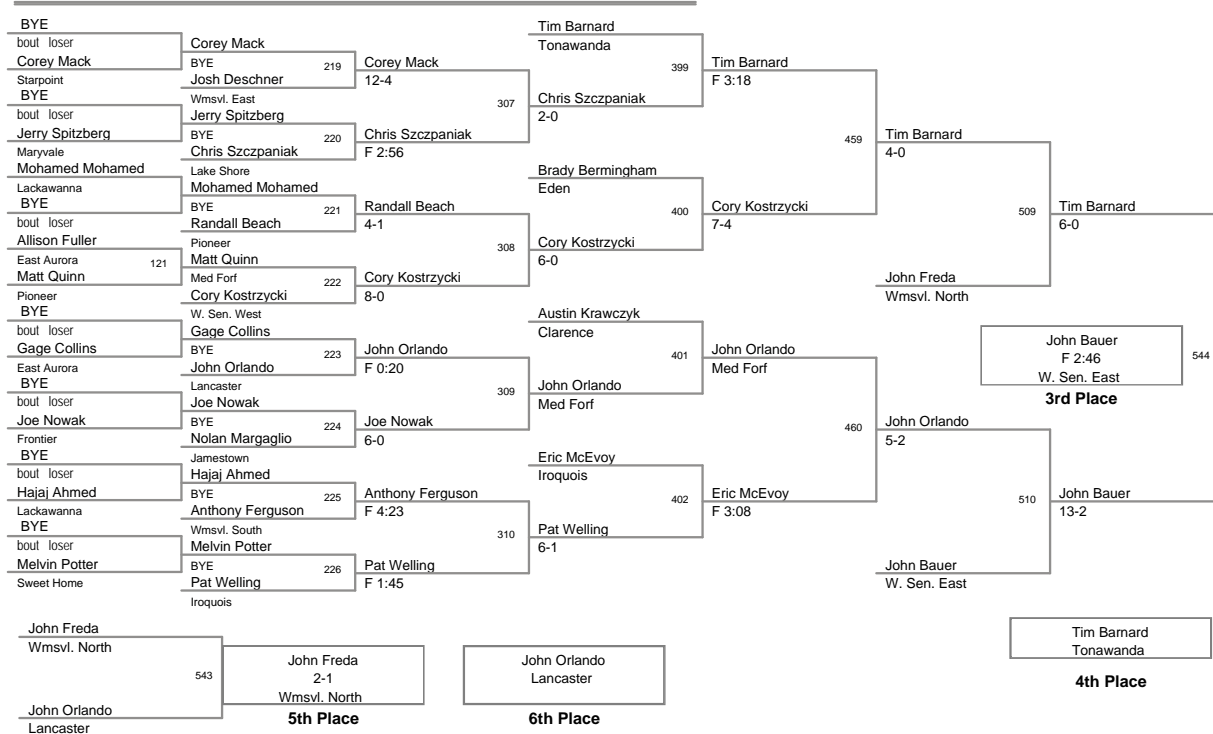 BYE
bout loser
Corey Mack
Starpoint
BYE
bout loser
Jerry Spitzberg
Maryvale
Mohamed Mohamed
Lackawanna
BYE
bout loser
Allison Fuller
East Aurora
121
Matt Quinn
Pioneer
BYE
bout loser
Gage Collins
East Aurora
BYE
bout loser
Joe Nowak
Frontier
BYE
bout loser
Hajaj Ahmed
Lackawanna
BYE
bout loser
Melvin Potter
Sweet Home
Corey Mack
BYE
219
Josh Deschner
Wmsvl. East
Jerry Spitzberg
BYE
220
Chris Szczpaniak
Lake Shore
Mohamed Mohamed
BYE
221
Randall Beach
Pioneer
Matt Quinn
Med Forf
222
Cory Kostrzycki
W. Sen. West
Gage Collins
BYE
223
John Orlando
Lancaster
Joe Nowak
BYE
224
Nolan Margaglio
Jamestown
Hajaj Ahmed
BYE
225
Anthony Ferguson
Wmsvl. South
Melvin Potter
BYE
226
Pat Welling
Iroquois
Corey Mack
12-4
307
Chris Szczpaniak
F 2:56
Randall Beach
4-1
308
Cory Kostrzycki
8-0
John Orlando
F 0:20
309
Joe Nowak
6-0
Anthony Ferguson
F 4:23
310
Pat Welling
F 1:45
Tim Barnard
Tonawanda
399
Chris Szczpaniak
2-0
Brady Bermingham
Eden
400
Cory Kostrzycki
6-0
Austin Krawczyk
Clarence
401
John Orlando
Med Forf
Eric McEvoy
Iroquois
402
Pat Welling
6-1
Tim Barnard
F 3:18
459
Cory Kostrzycki
7-4
John Orlando
Med Forf
460
Eric McEvoy
F 3:08
Tim Barnard
4-0
509
John Freda
Wmsvl. North
John Orlando
5-2
510
John Bauer
W. Sen. East
Tim Barnard
6-0
John Bauer
F 2:46
W. Sen. East
544
3rd Place
John Bauer
13-2
John Freda
Wmsvl. North
543
John Orlando
Lancaster
John Freda
2-1
Wmsvl. North
5th Place
John Orlando
Lancaster
6th Place
Tim Barnard
Tonawanda
4th Place